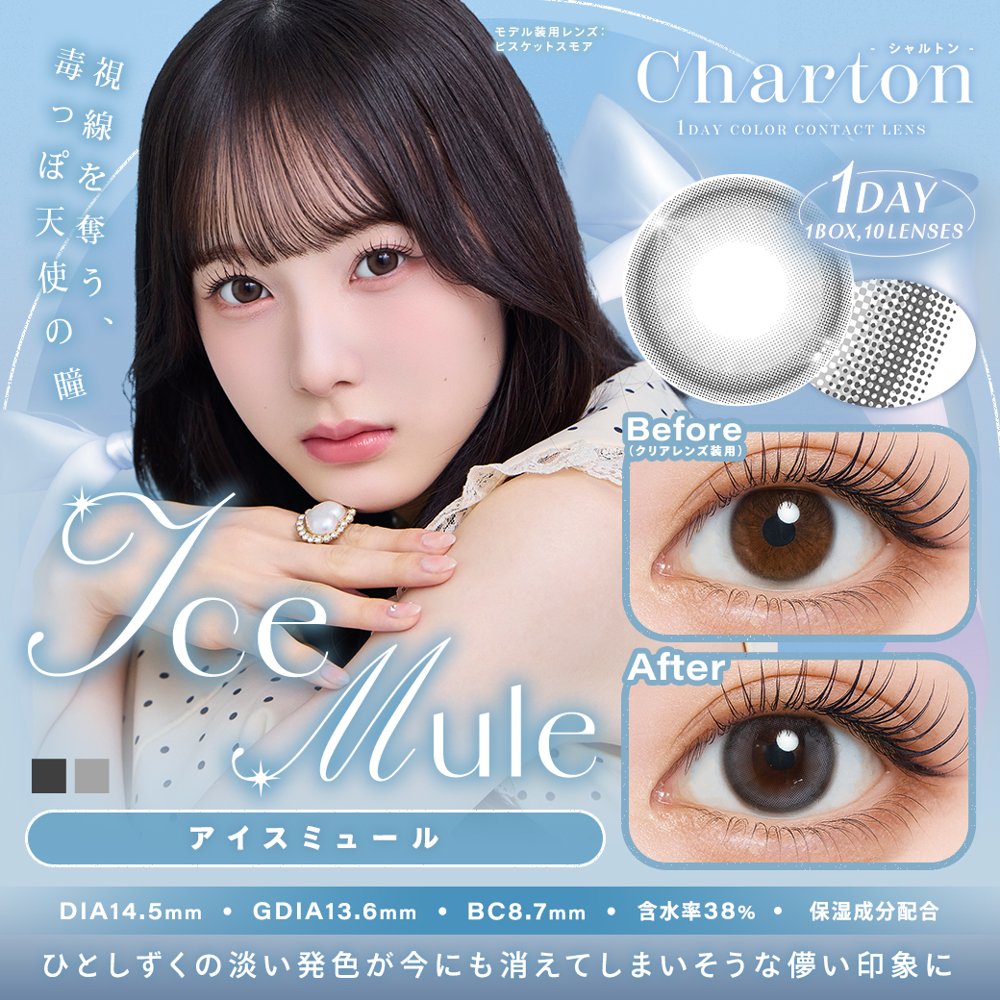 視線を奪う、
毒っぽ天使の瞳
モデル装用レンズ：
ビスケットスモア
- シャルトン -
Charton
1DAY COLOR CONTACT LENS
1DAY
1BOX,10LENSES
Before
(クリアレンズ装用)
After
Ice
Mule
アイスミュール
DIA14.5mm • GDIA13.6mm • BC8.7mm • 含水率38% • 保湿成分配合
ひとしずくの淡い発色が今にも消えてしまいそうな儚い印象に